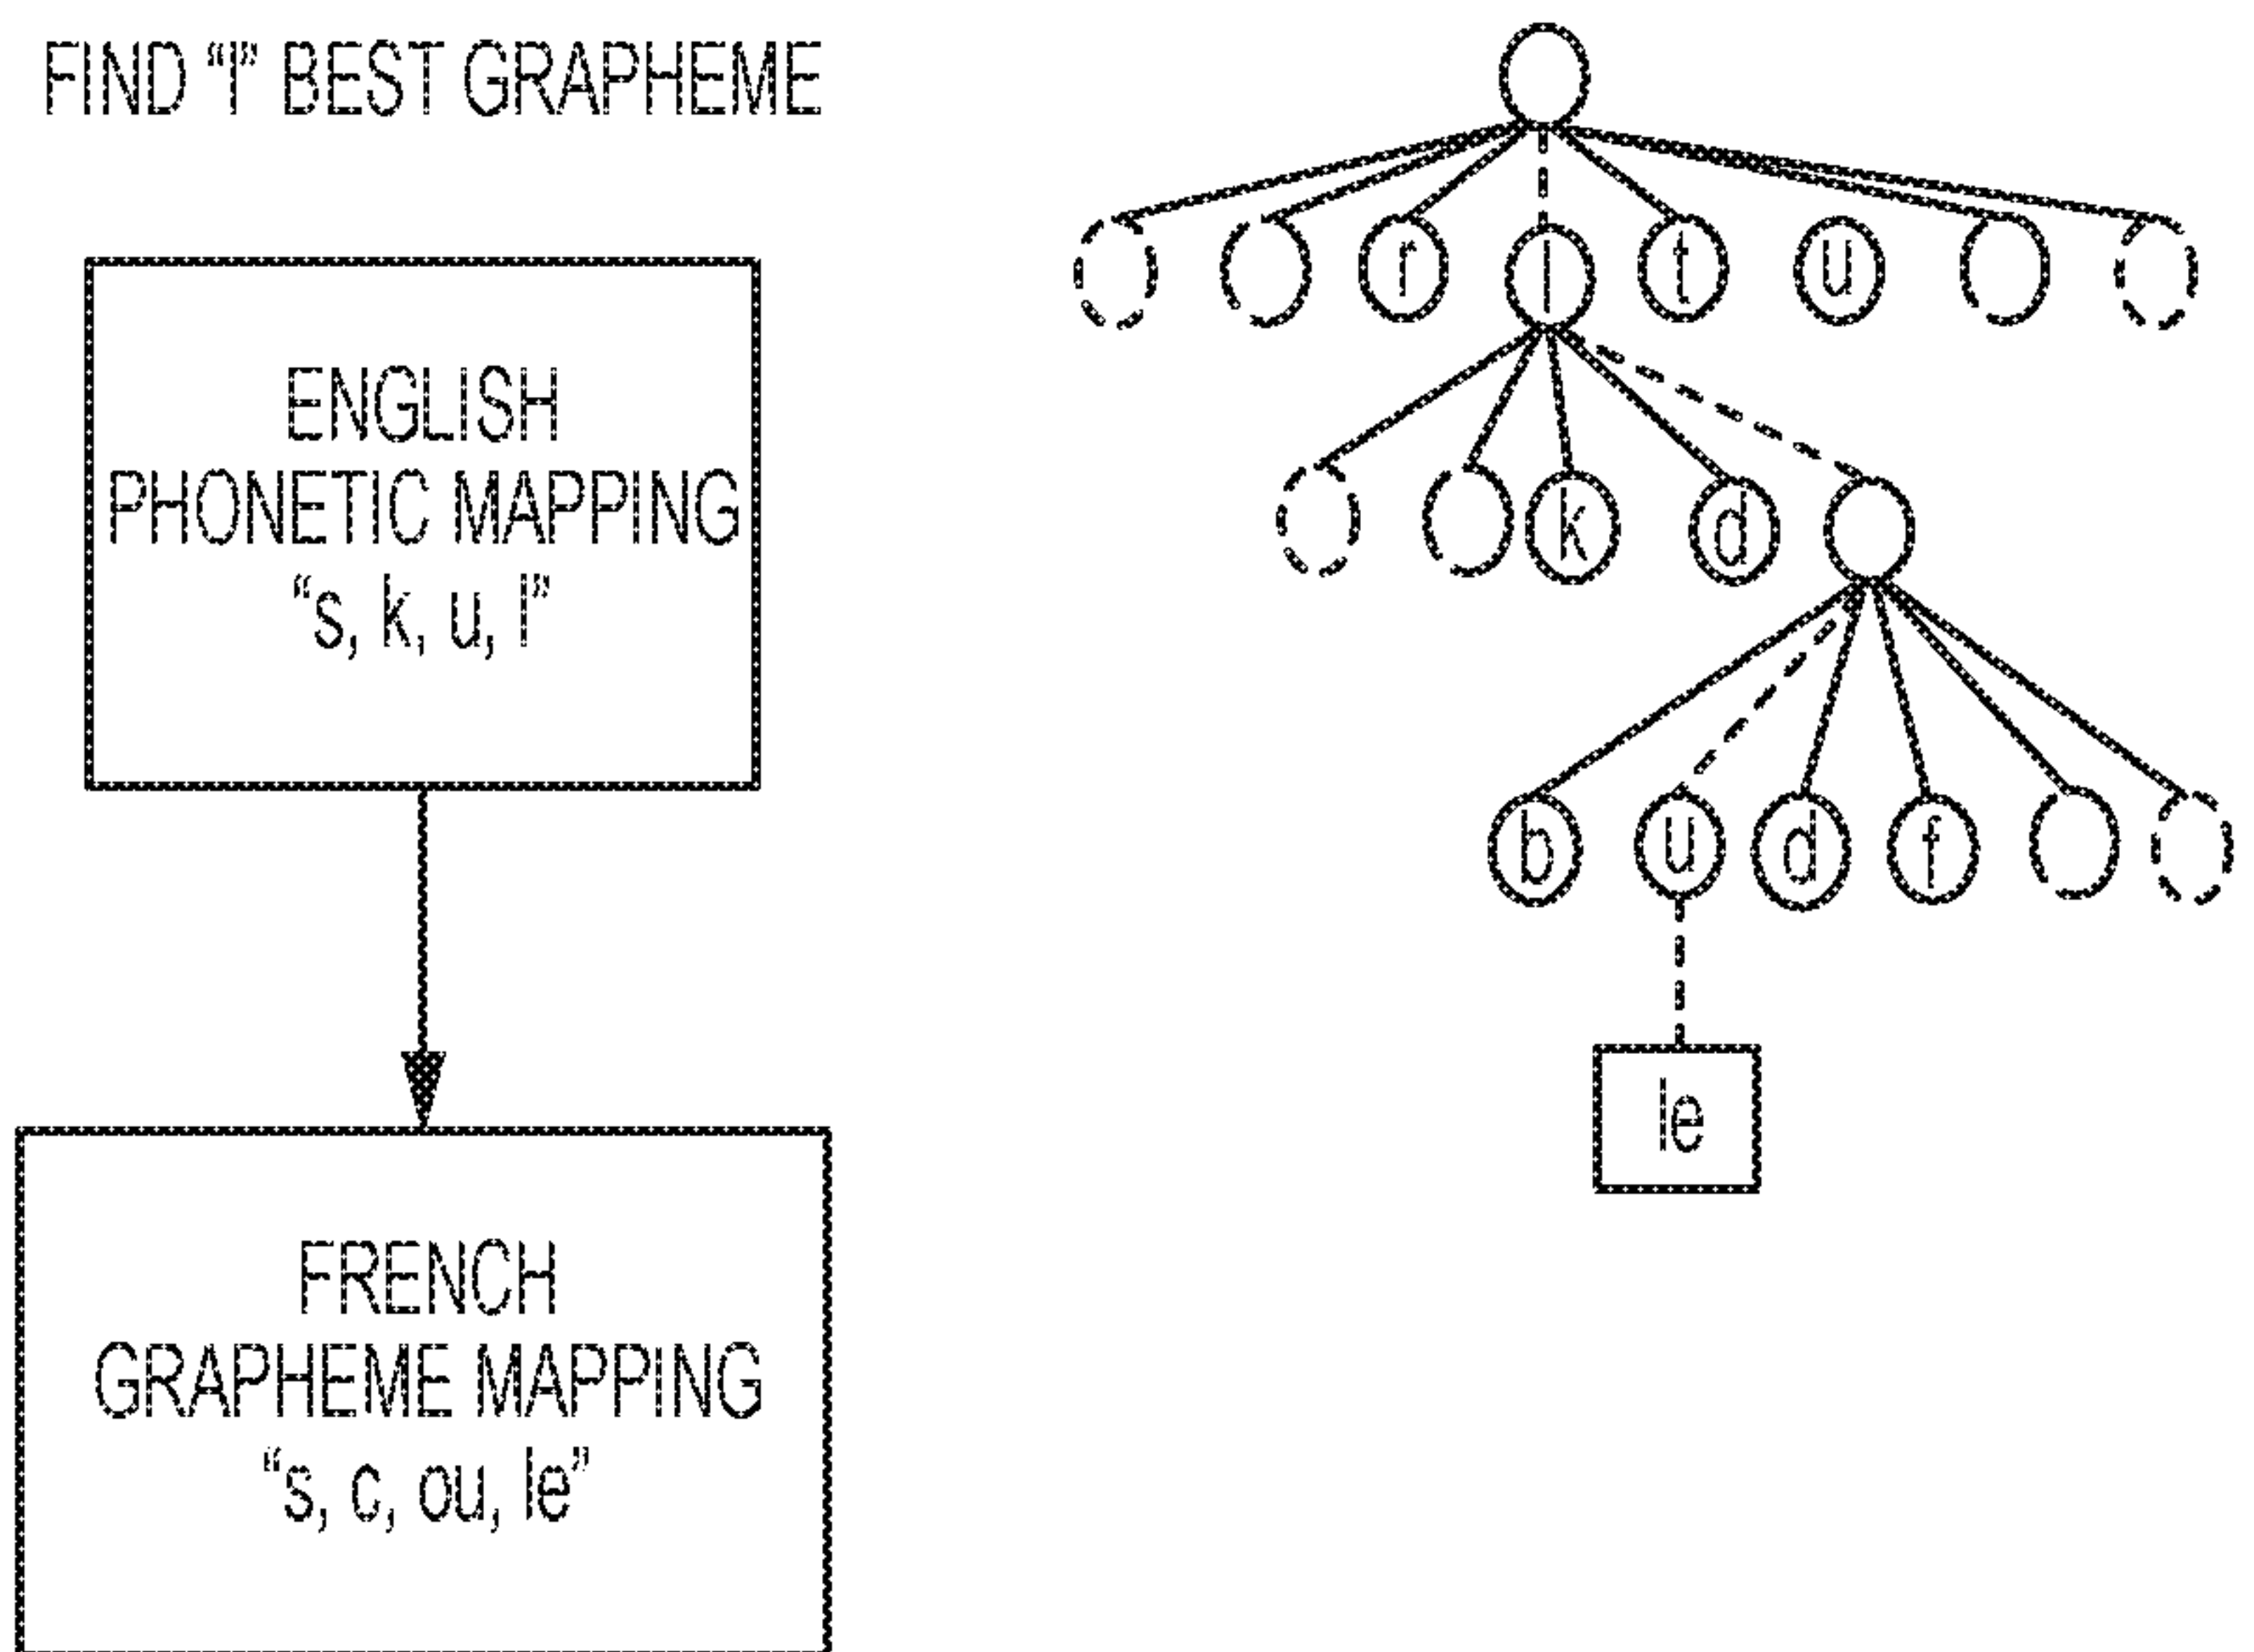 FIND “l” BEST GRAPHEME
ENGLISH
PHONETIC MAPPING
“s, k, u, l”
FRENCH
GRAPHEME MAPPING
“s, c, ou, le”
r l t u
k d
b u d f
le